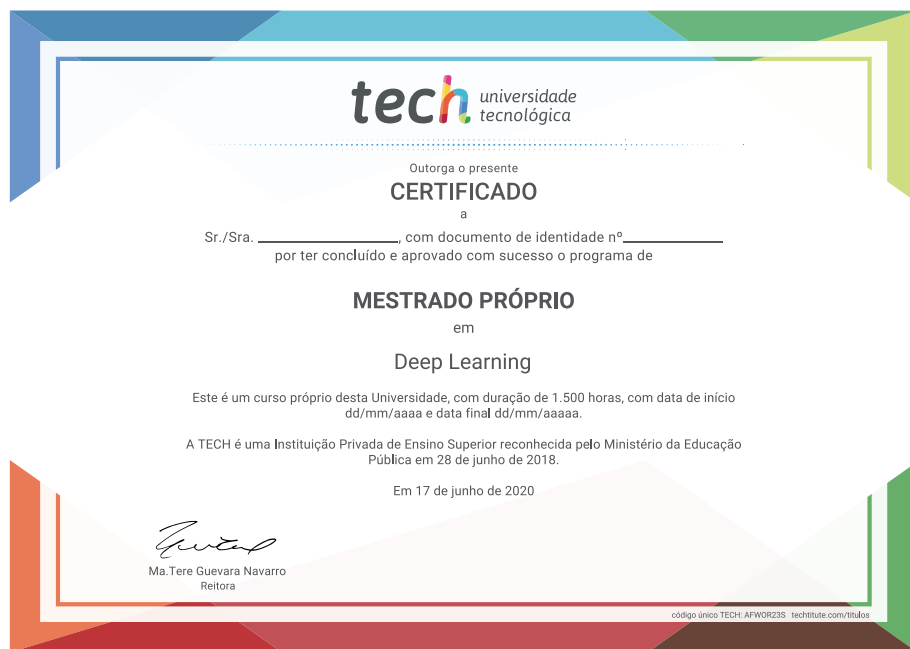 tech universidade
tecnológica
Outorga o presente
CERTIFICADO
a
Sr./Sra. ____________________, com documento de identidade nº______________
por ter concluído e aprovado com sucesso o programa de
MESTRADO PRÓPRIO
em
Deep Learning
Este é um curso próprio desta Universidade, com duração de 1.500 horas, com data de início
dd/mm/aaaa e data final dd/mm/aaaaa.
A TECH é uma Instituição Privada de Ensino Superior reconhecida pelo Ministério da Educação
Pública em 28 de junho de 2018.
Em 17 de junho de 2020
Ma.Tere Guevara Navarro
Reitora
código único TECH: AFWOR23S techtitute.com/titulos